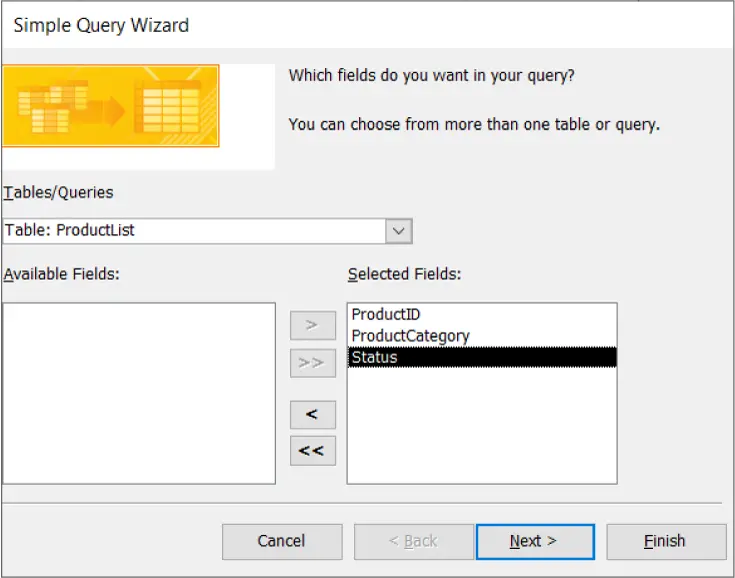 Simple Query Wizard
Which fields do you want in your query?
You can choose from more than one table or query.
Tables/Queries
Table: ProductList
Available Fields:
Selected Fields:
ProductID
ProductCategory
Status
>
>>
<
<<
Cancel
< Back
Next >
Finish